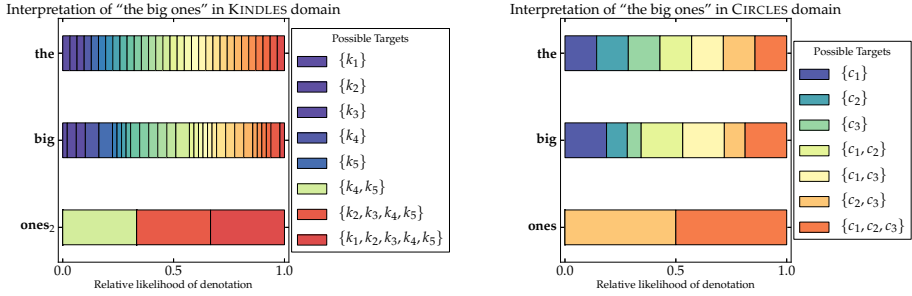 Interpretation of "the big ones" in KINDLES domain
the
big
ones2
0.0 0.5 1.0
Relative likelihood of denotation
Possible Targets
{k1}
{k2}
{k3}
{k4}
{k5}
{k4, k5}
{k2, k3, k4, k5}
{k1, k2, k3, k4, k5}
Interpretation of "the big ones" in CIRCLES domain
the
big
ones
0.0 0.5 1.0
Relative likelihood of denotation
Possible Targets
{c1}
{c2}
{c3}
{c1, c2}
{c1, c3}
{c2, c3}
{c1, c2, c3}